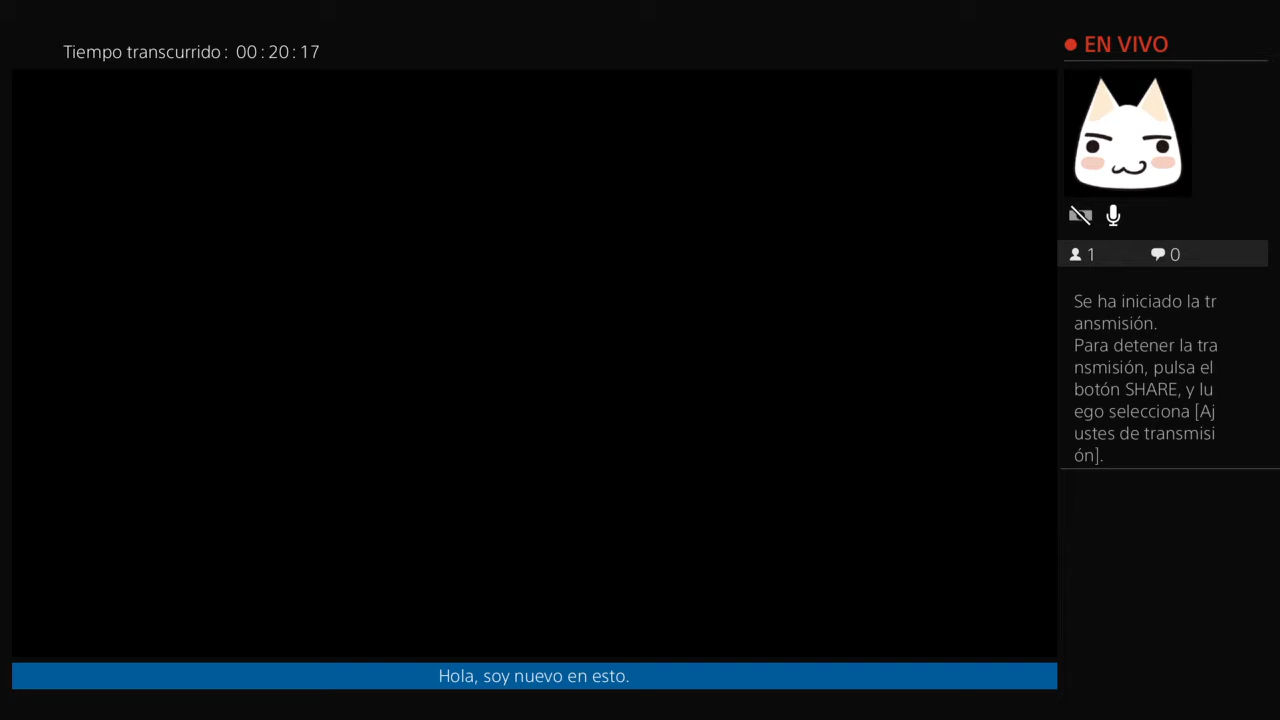 Tiempo transcurrido: 00:20:17
EN VIVO
1 0
Se ha iniciado la tr
ansmisión.
Para detener la tra
nsmisión, pulsa el
botón SHARE, y lu
ego selecciona [Aj
ustes de transmisi
ón].
Hola, soy nuevo en esto.